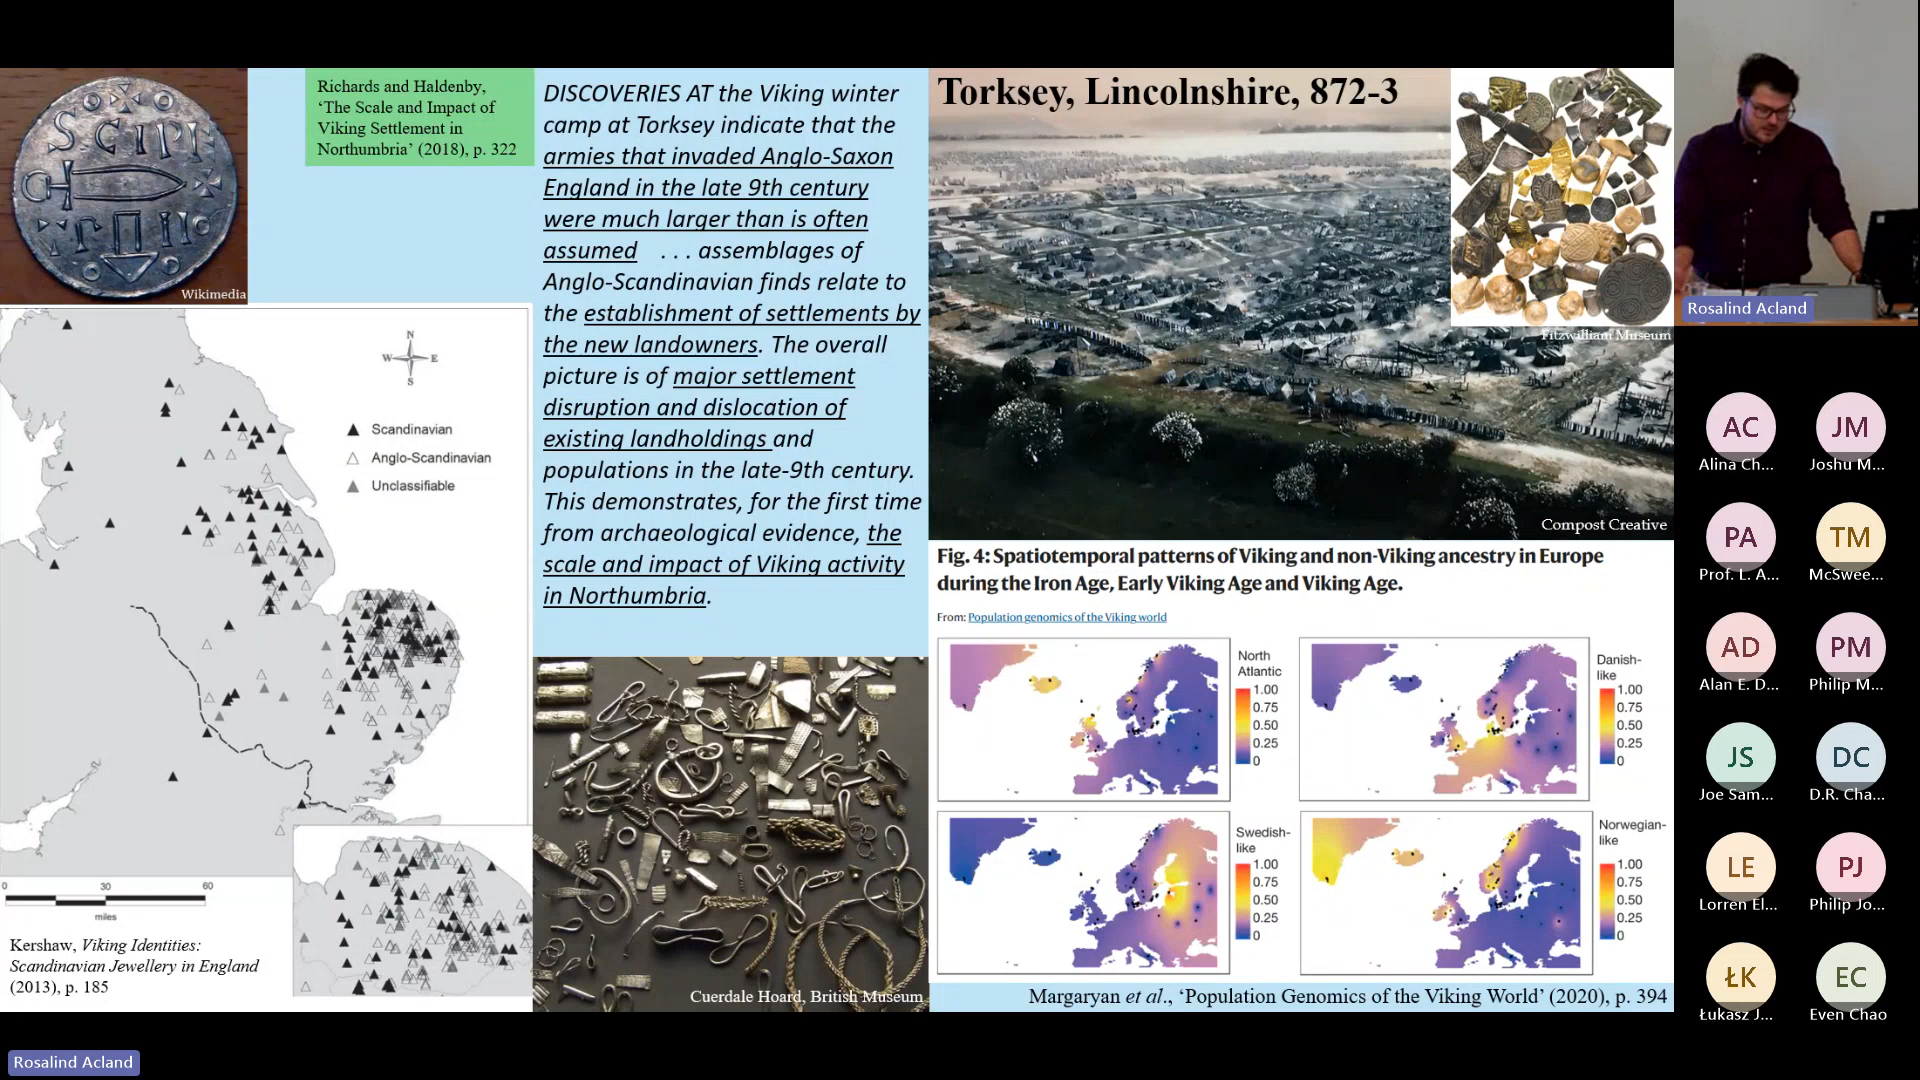 Richards and Haldenby,
‘The Scale and Impact of
Viking Settlement in
Northumbria’ (2018), p. 322
Wikimedia
DISCOVERIES AT the Viking winter
camp at Torksey indicate that the
armies that invaded Anglo-Saxon
England in the late 9th century
were much larger than is often
assumed . . . assemblages of
Anglo-Scandinavian finds relate to
the establishment of settlements by
the new landowners. The overall
picture is of major settlement
disruption and dislocation of
existing landholdings and
populations in the late-9th century.
This demonstrates, for the first time
from archaeological evidence, the
scale and impact of Viking activity
in Northumbria.
Torksey, Lincolnshire, 872-3
Fitzwilliam Museum
Compost Creative
N
W E
S
Scandinavian
Anglo-Scandinavian
Unclassifiable
0 30 60
miles
Kershaw, Viking Identities:
Scandinavian Jewellery in England
(2013), p. 185
Cuerdale Hoard, British Museum
Fig. 4: Spatiotemporal patterns of Viking and non-Viking ancestry in Europe
during the Iron Age, Early Viking Age and Viking Age.
From: Population genomics of the Viking world
North
Atlantic
1.00
0.75
0.50
0.25
0
Danish-
like
1.00
0.75
0.50
0.25
0
Swedish-
like
1.00
0.75
0.50
0.25
0
Norwegian-
like
1.00
0.75
0.50
0.25
0
Margaryan et al., ‘Population Genomics of the Viking World’ (2020), p. 394
Rosalind Acland
AC JM
Alina Ch... Joshu M...
PA TM
Prof. L. A... McSwee...
AD PM
Alan E. D... Philip M...
JS DC
Joe Sam... D.R. Cha...
LE PJ
Lorren El... Philip Jo...
ŁK EC
Łukasz J... Even Chao
Rosalind Acland